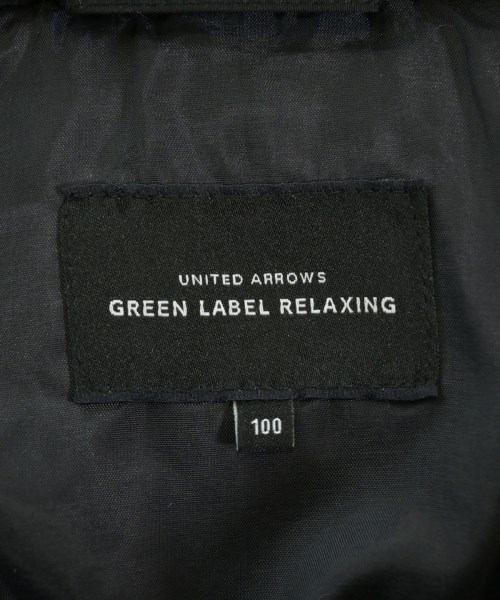 UNITED ARROWS
GREEN LABEL RELAXING
100